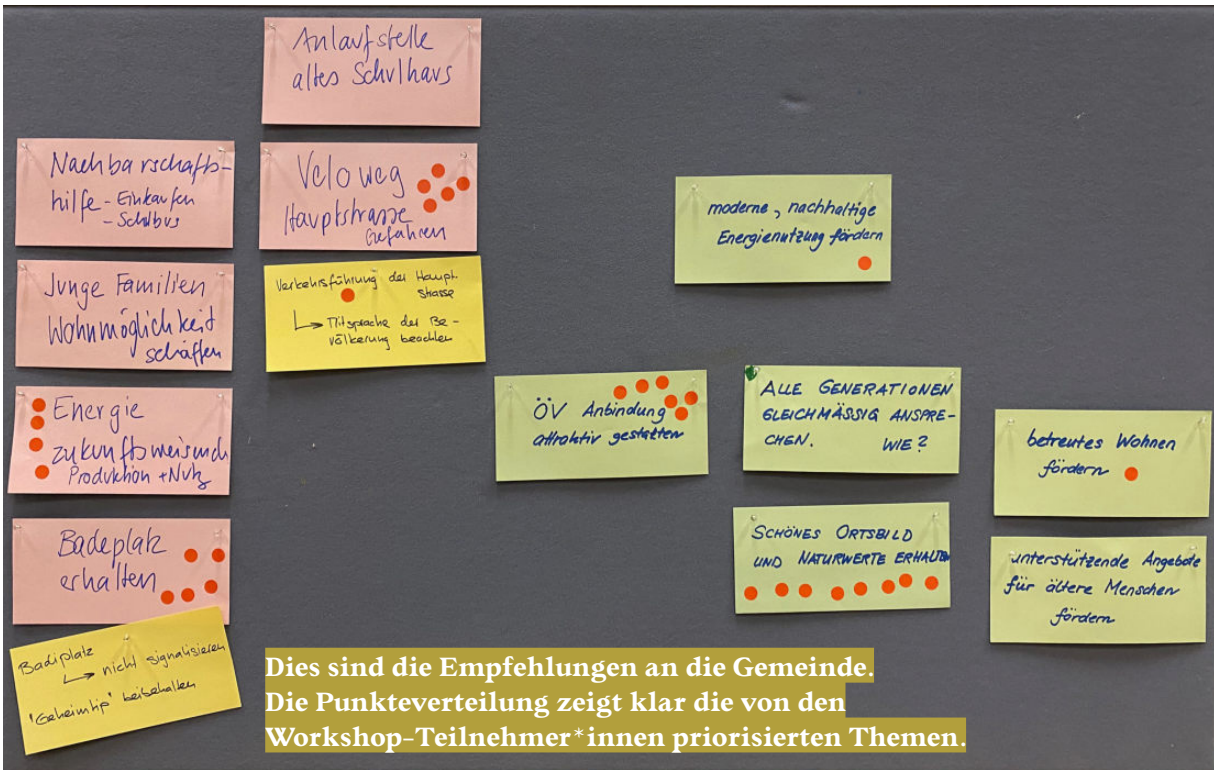 Anlaufstelle
altes Schulhaus
Nachbarschafts-
hilfe - Einkaufen
- Schulbus
Veloweg
Hauptstrasse
Gefahren
Junge Familien
Wohnmöglichkeit
schaffen
Verkehrsführung der Haupt.
strasse
Mitsprache der Be-
völkerung beachten
Energie
zukunftsweisend
Produktion + Nutz
Badeplatz
erhalten
Badiplatz
nicht signalisieren
"Geheimtip" beibehalten
moderne, nachhaltige
Energienutzung fördern
ÖV Anbindung
attraktiv gestalten
ALLE GENERATIONEN
GLEICHMÄSSIG ANSPRE-
CHEN. WIE?
SCHÖNES ORTSBILD
UND NATURWERTE ERHALTEN
betreutes Wohnen
fördern
unterstützende Angebote
für ältere Menschen
fördern
Dies sind die Empfehlungen an die Gemeinde.
Die Punkteverteilung zeigt klar die von den
Workshop-Teilnehmer*innen priorisierten Themen.